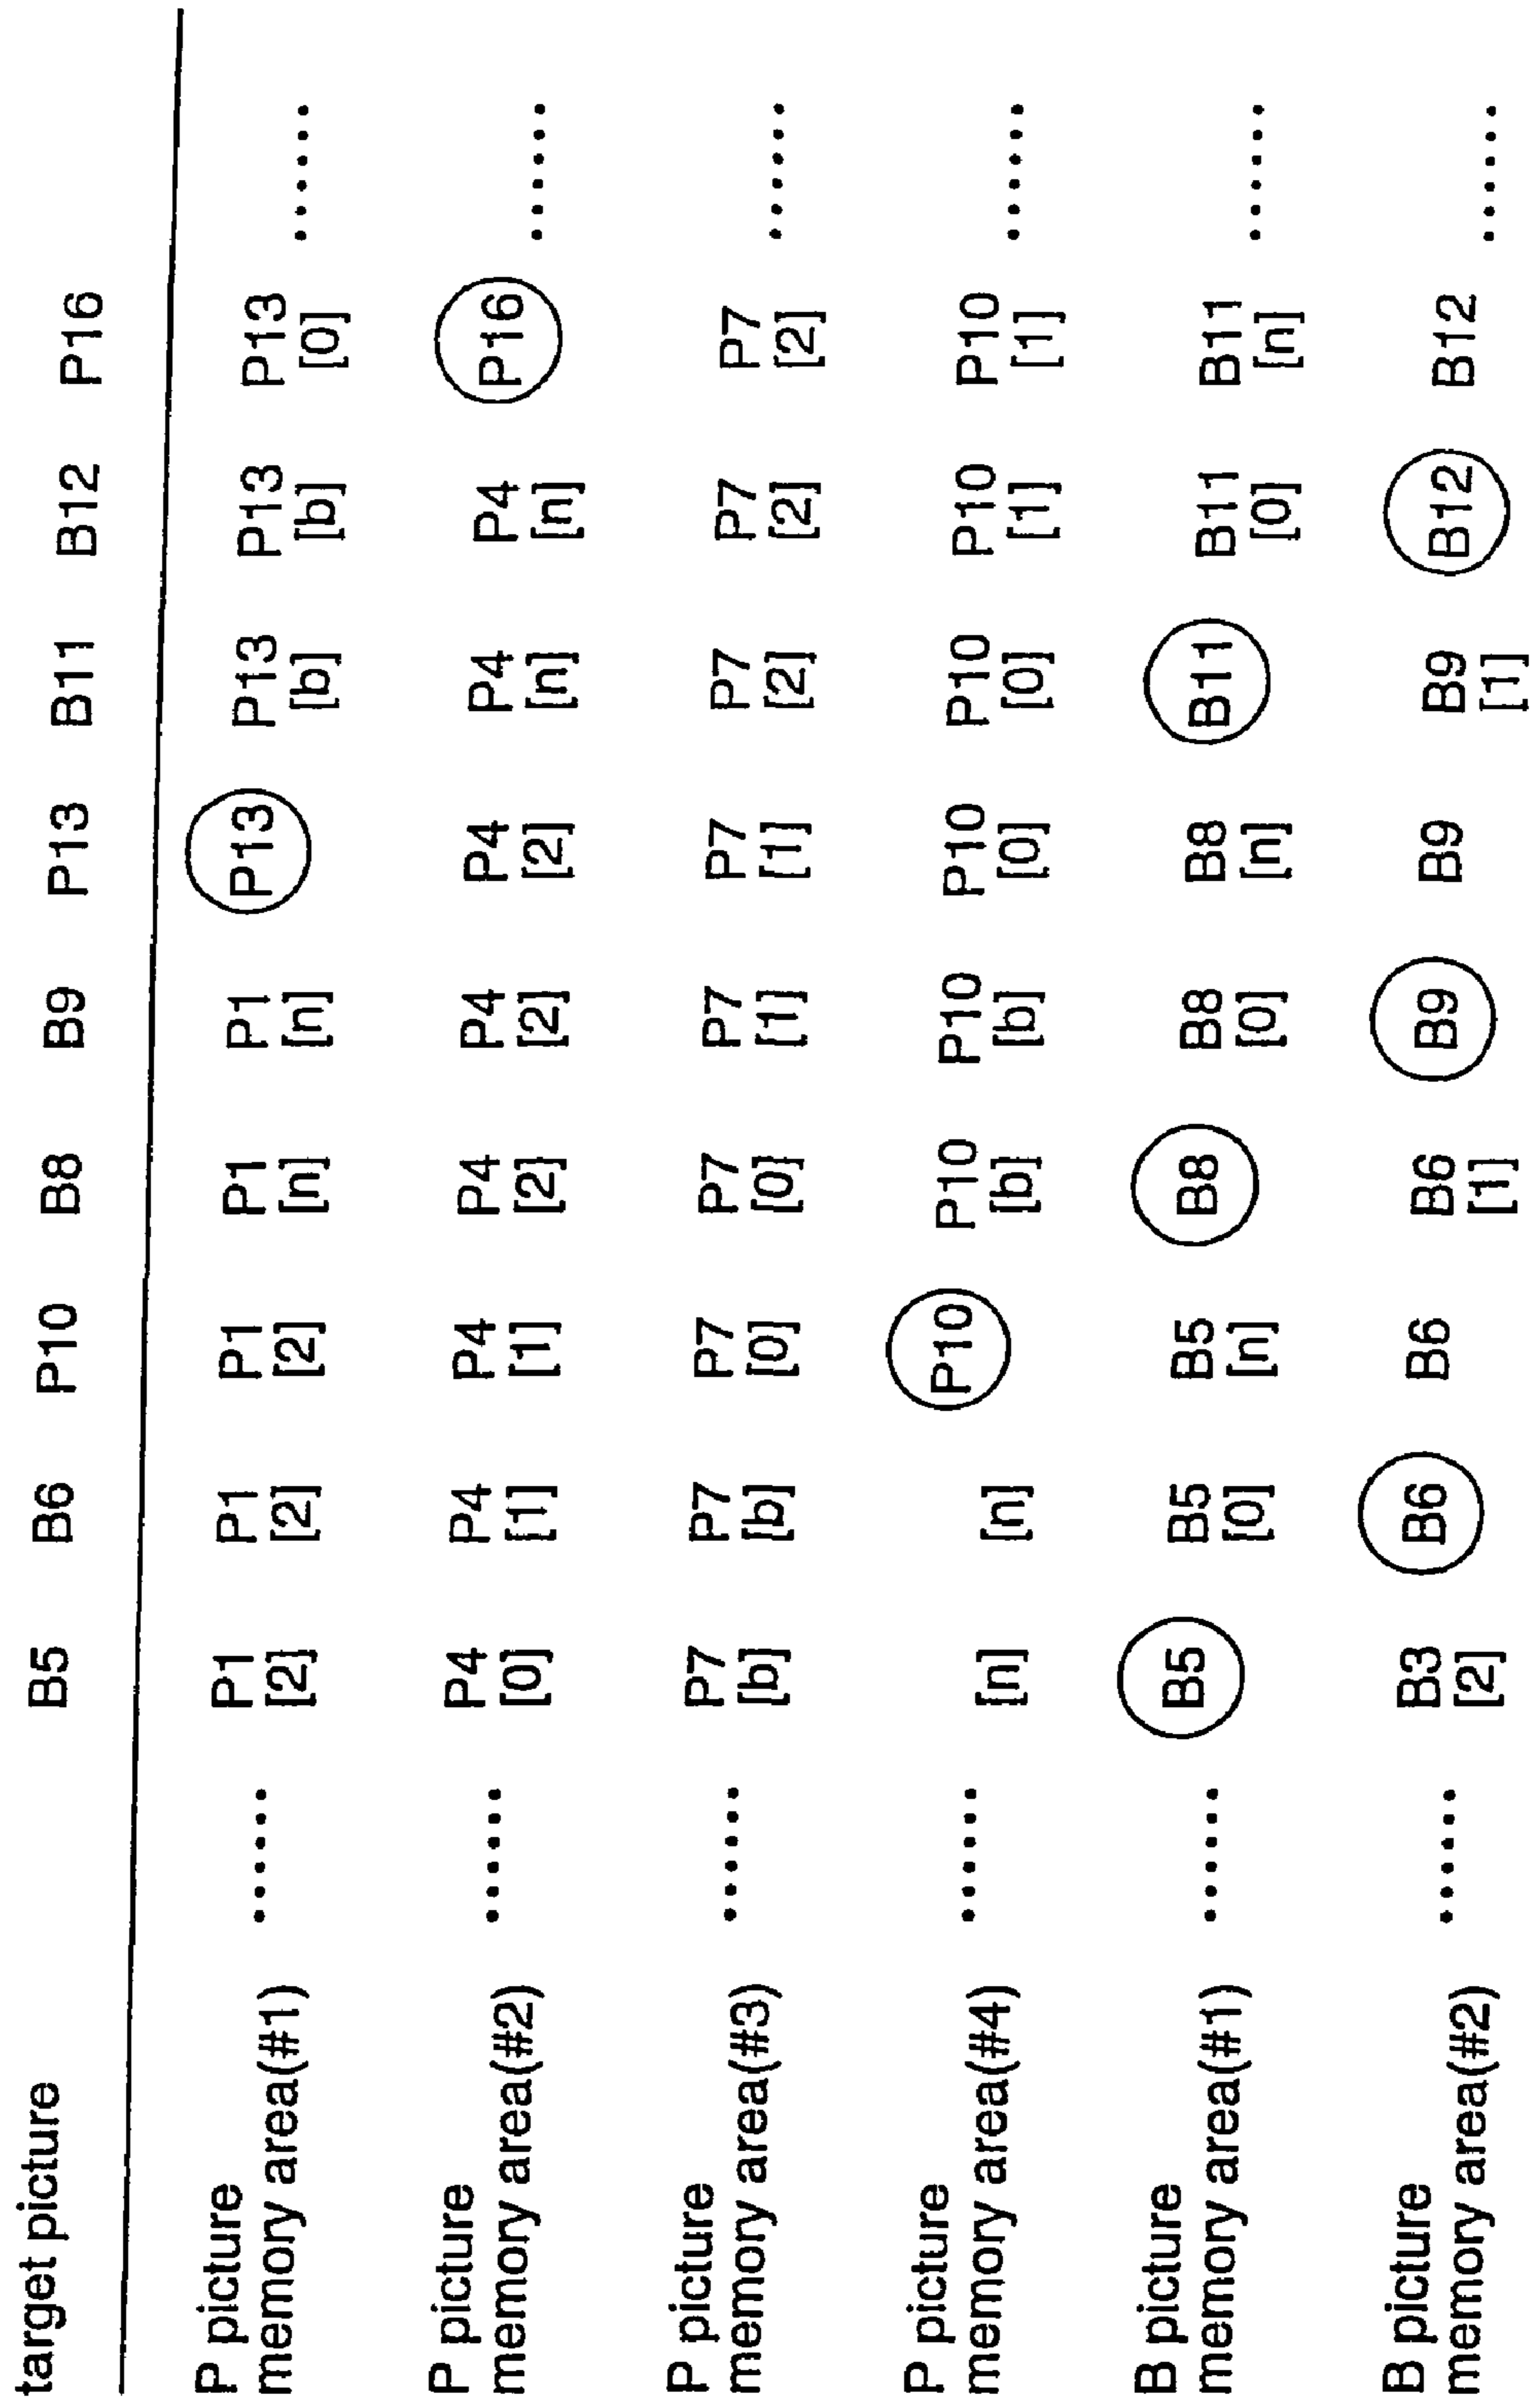 target picture B5 B6 P10 B8 B9 P13 B11 B12 P16
P picture P1 P1 P1 P1 P1 P13 P13 P13 P13
memory area(#1) ...... [2] [2] [2] [n] [n] [b] [b] [0] ......
P picture P4 P4 P4 P4 P4 P4 P4 P4 P16
memory area(#2) ...... [0] [1] [1] [2] [2] [2] [n] [n] ......
P picture P7 P7 P7 P7 P7 P7 P7 P7 P7
memory area(#3) ...... [b] [b] [0] [0] [1] [1] [2] [2] [2] ......
P picture P10 P10 P10 P10 P10 P10 P10
memory area(#4) ...... [n] [n] [b] [b] [0] [0] [1] [1] ......
B picture B5 B5 B5 B8 B8 B8 B11 B11 B11
memory area(#1) ...... [0] [n] [0] [n] [0] [n] ......
B picture B3 B6 B6 B6 B9 B9 B9 B12 B12
memory area(#2) ...... [2] [1] [1] ......